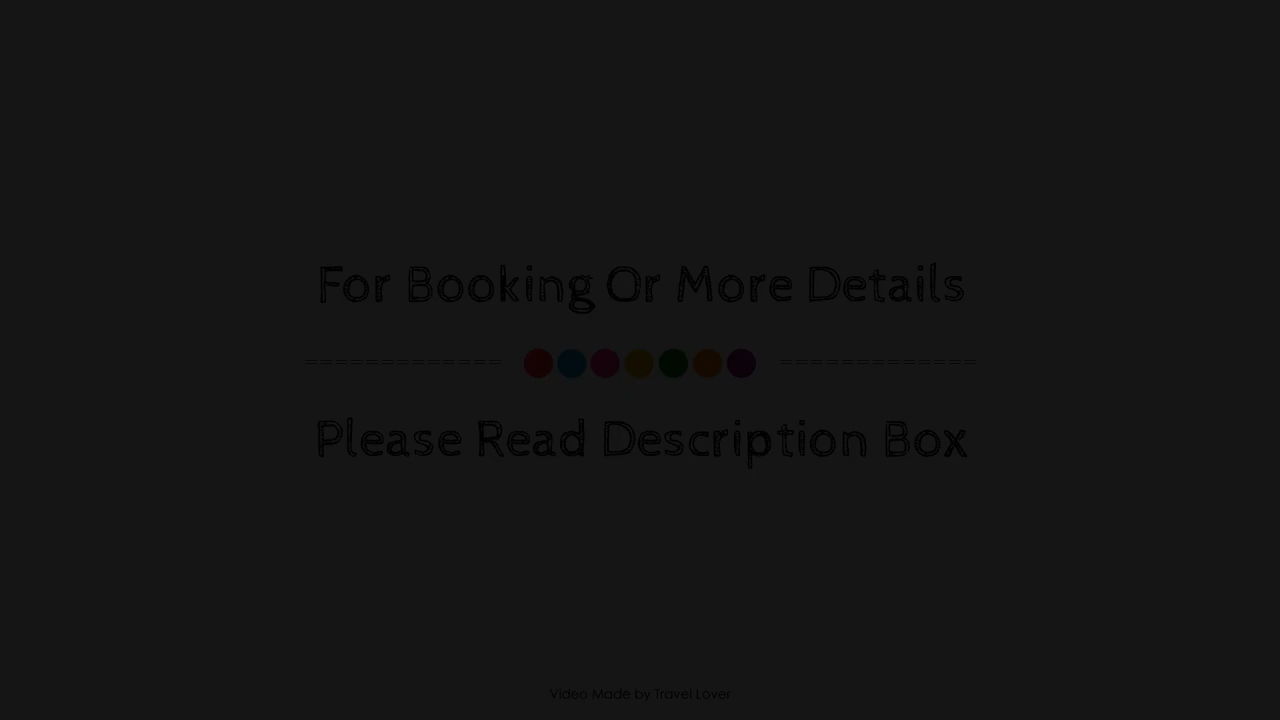 For Booking Or More Details
============= =============
Please Read Description Box
Video Made by Travel Lover